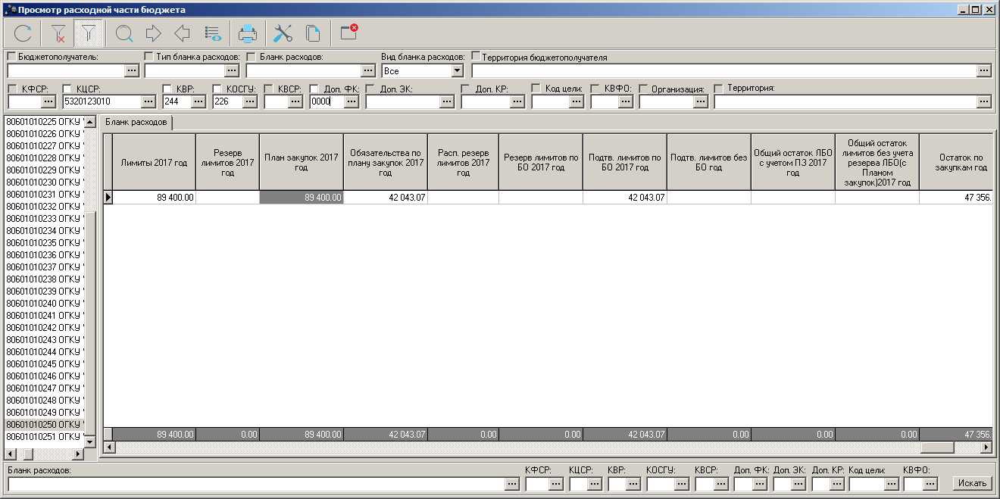 Просмотр расходной части бюджета
Бюджетополучатель:
Тип бланка расходов:
Бланк расходов:
Вид бланка расходов:
Территория бюджетополучателя
Все
КФСР:
КЦСР:
КВР:
КОСГУ:
КВСР:
Доп. ФК:
Доп. ЭК:
Доп. КР:
Код цели:
КВФО:
Организация:
Территория:
5320123010
244
226
0000
80601010225 ОГКУ "
80601010226 ОГКУ "
80601010227 ОГКУ "
80601010228 ОГКУ "
80601010229 ОГКУ "
80601010230 ОГКУ "
80601010231 ОГКУ "
80601010232 ОГКУ "
80601010233 ОГКУ "
80601010234 ОГКУ "
80601010235 ОГКУ "
80601010236 ОГКУ "
80601010237 ОГКУ "
80601010238 ОГКУ "
80601010239 ОГКУ "
80601010240 ОГКУ "
80601010241 ОГКУ "
80601010242 ОГКУ "
80601010243 ОГКУ "
80601010244 ОГКУ "
80601010245 ОГКУ "
80601010246 ОГКУ "
80601010247 ОГКУ "
80601010248 ОГКУ "
80601010249 ОГКУ "
80601010250 ОГКУ "
80601010251 ОГКУ "
Бланк расходов
Лимиты 2017 год
Резерв
лимитов 2017
год
План закупок 2017
год
Обязательства по
плану закупок 2017
год
Расп. резерв
лимитов 2017
год
Резерв лимитов по
БО 2017 год
Подтв. лимитов по
БО 2017 год
Подтв. лимитов без
БО год
Общий остаток ЛБО
с учетом ПЗ 2017
год
Общий остаток
лимитов без учета
резерва ЛБО(с
Планом
закупок)2017 год
Остаток по
закупкам год
89 400.00
89 400.00
42 043.07
42 043.07
47 356.
89 400.00
0.00
89 400.00
42 043.07
0.00
0.00
42 043.07
0.00
0.00
0.00
47 356.
Бланк расходов:
КФСР:
КЦСР:
КВР:
КОСГУ:
КВСР:
Доп. ФК:
Доп. ЭК:
Доп. КР:
Код цели:
КВФО:
Искать